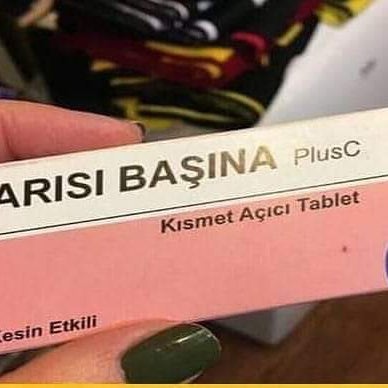 ARISI BAŞINA PlusC
Kısmet Açıcı Tablet
Kesin Etkili